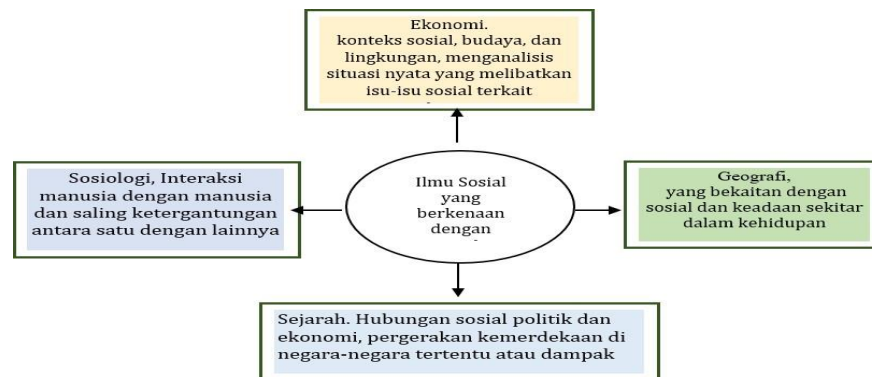 Ekonomi.
konteks sosial, budaya, dan
lingkungan, menganalisis
situasi nyata yang melibatkan
isu-isu sosial terkait
Sosiologi, Interaksi
manusia dengan manusia
dan saling ketergantungan
antara satu dengan lainnya
Ilmu Sosial
yang
berkenaan
dengan
Geografi,
yang bekaitan dengan
sosial dan keadaan sekitar
dalam kehidupan
Sejarah. Hubungan sosial politik dan
ekonomi, pergerakan kemerdekaan di
negara-negara tertentu atau dampak